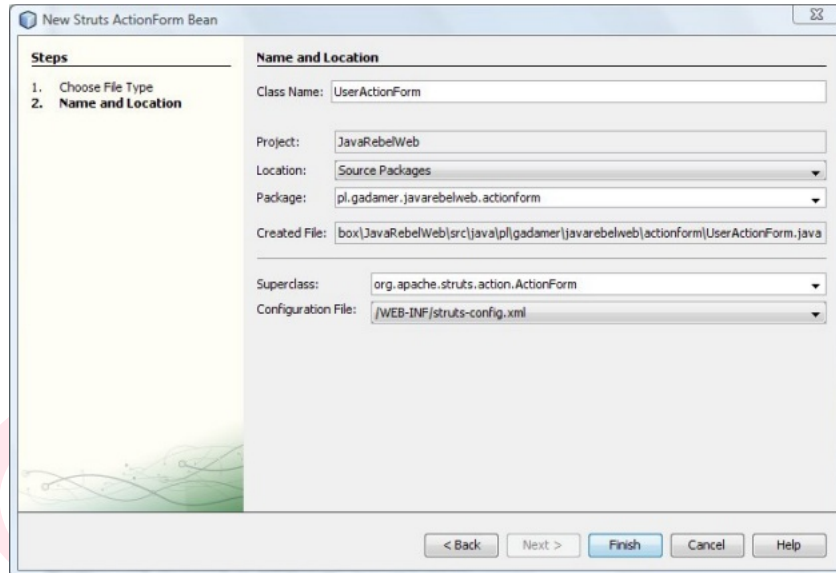 New Struts ActionForm Bean
Steps
1. Choose File Type
2. Name and Location
Name and Location
Class Name: UserActionForm
Project: JavaRebelWeb
Location: Source Packages
Package: pl.gadamer.javarebelweb.actionform
Created File: box\JavaRebelWeb\src\java\pl\gadamer\javarebelweb\actionform\UserActionForm.java
Superclass: org.apache.struts.action.ActionForm
Configuration File: /WEB-INF/struts-config.xml
< Back Next > Finish Cancel Help